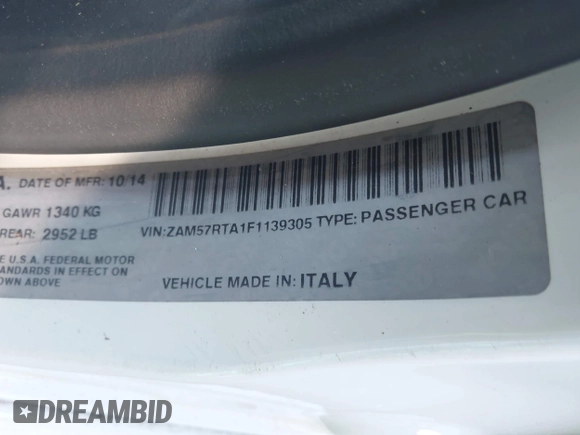 A. DATE OF MFR: 10 14
GAWR 1340 KG
REAR: 2952 LB
VIN:ZAM57RTA1F1139305 TYPE: PASSENGER CAR
E U.S.A. FEDERAL MOTOR
ANDARDS IN EFFECT ON
OWN ABOVE
VEHICLE MADE IN: ITALY
DREAMBID